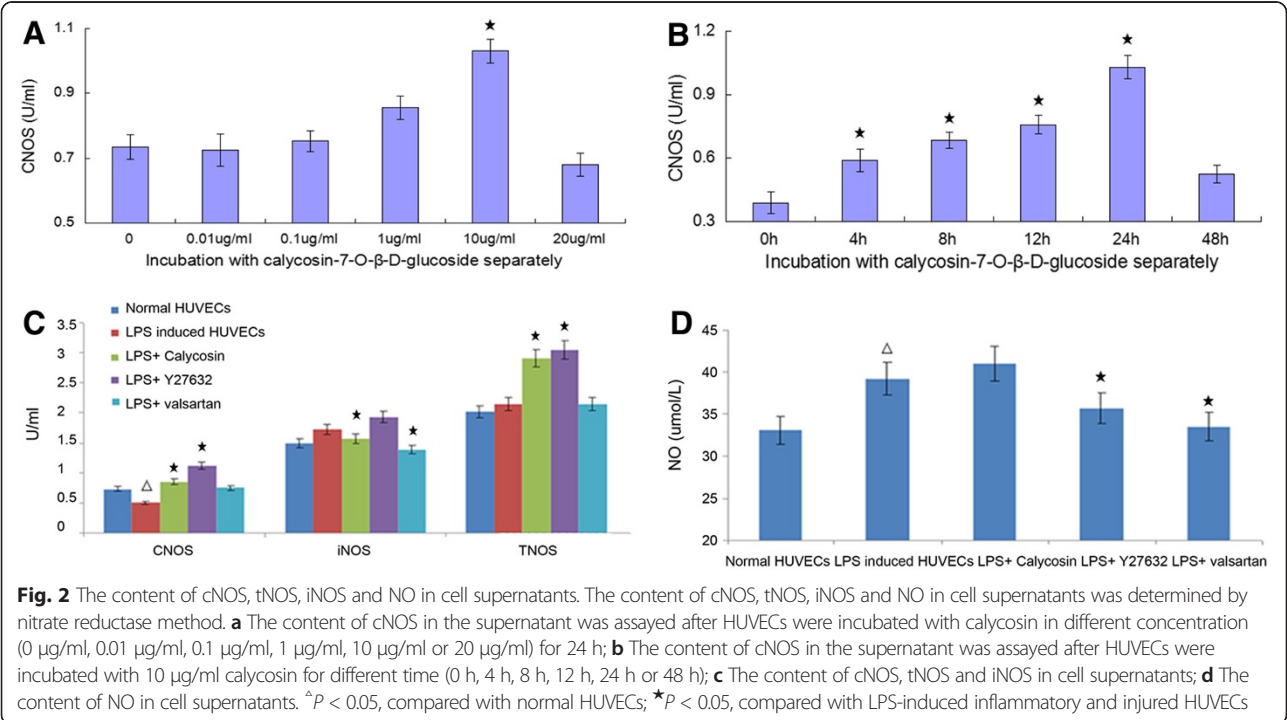 A
CNOS (U/ml)
1.1
0.9
0.7
0.5
★
0 0.01ug/ml 0.1ug/ml 1ug/ml 10ug/ml 20ug/ml
Incubation with calycosin-7-O-β-D-glucoside separately
B
CNOS (U/ml)
1.2
0.9
0.6
0.3
★ ★ ★ ★
0h 4h 8h 12h 24h 48h
Incubation with calycosin-7-O-β-D-glucoside separately
C
Normal HUVECs
LPS induced HUVECs
LPS+ Calycosin
LPS+ Y27632
LPS+ valsartan
U/ml
3.5
3
2.5
2
1.5
1
0.5
0
△ ★ ★ ★ ★ ★ ★
CNOS iNOS TNOS
D
NO (umol/L)
45
40
35
30
25
20
△ ★ ★
Normal HUVECs LPS induced HUVECs LPS+ Calycosin LPS+ Y27632 LPS+ valsartan
Fig. 2 The content of cNOS, tNOS, iNOS and NO in cell supernatants. The content of cNOS, tNOS, iNOS and NO in cell supernatants was determined by
nitrate reductase method. a The content of cNOS in the supernatant was assayed after HUVECs were incubated with calycosin in different concentration
(0 μg/ml, 0.01 μg/ml, 0.1 μg/ml, 1 μg/ml, 10 μg/ml or 20 μg/ml) for 24 h; b The content of cNOS in the supernatant was assayed after HUVECs were
incubated with 10 μg/ml calycosin for different time (0 h, 4 h, 8 h, 12 h, 24 h or 48 h); c The content of cNOS, tNOS and iNOS in cell supernatants; d The
content of NO in cell supernatants. △P < 0.05, compared with normal HUVECs; ★P < 0.05, compared with LPS-induced inflammatory and injured HUVECs